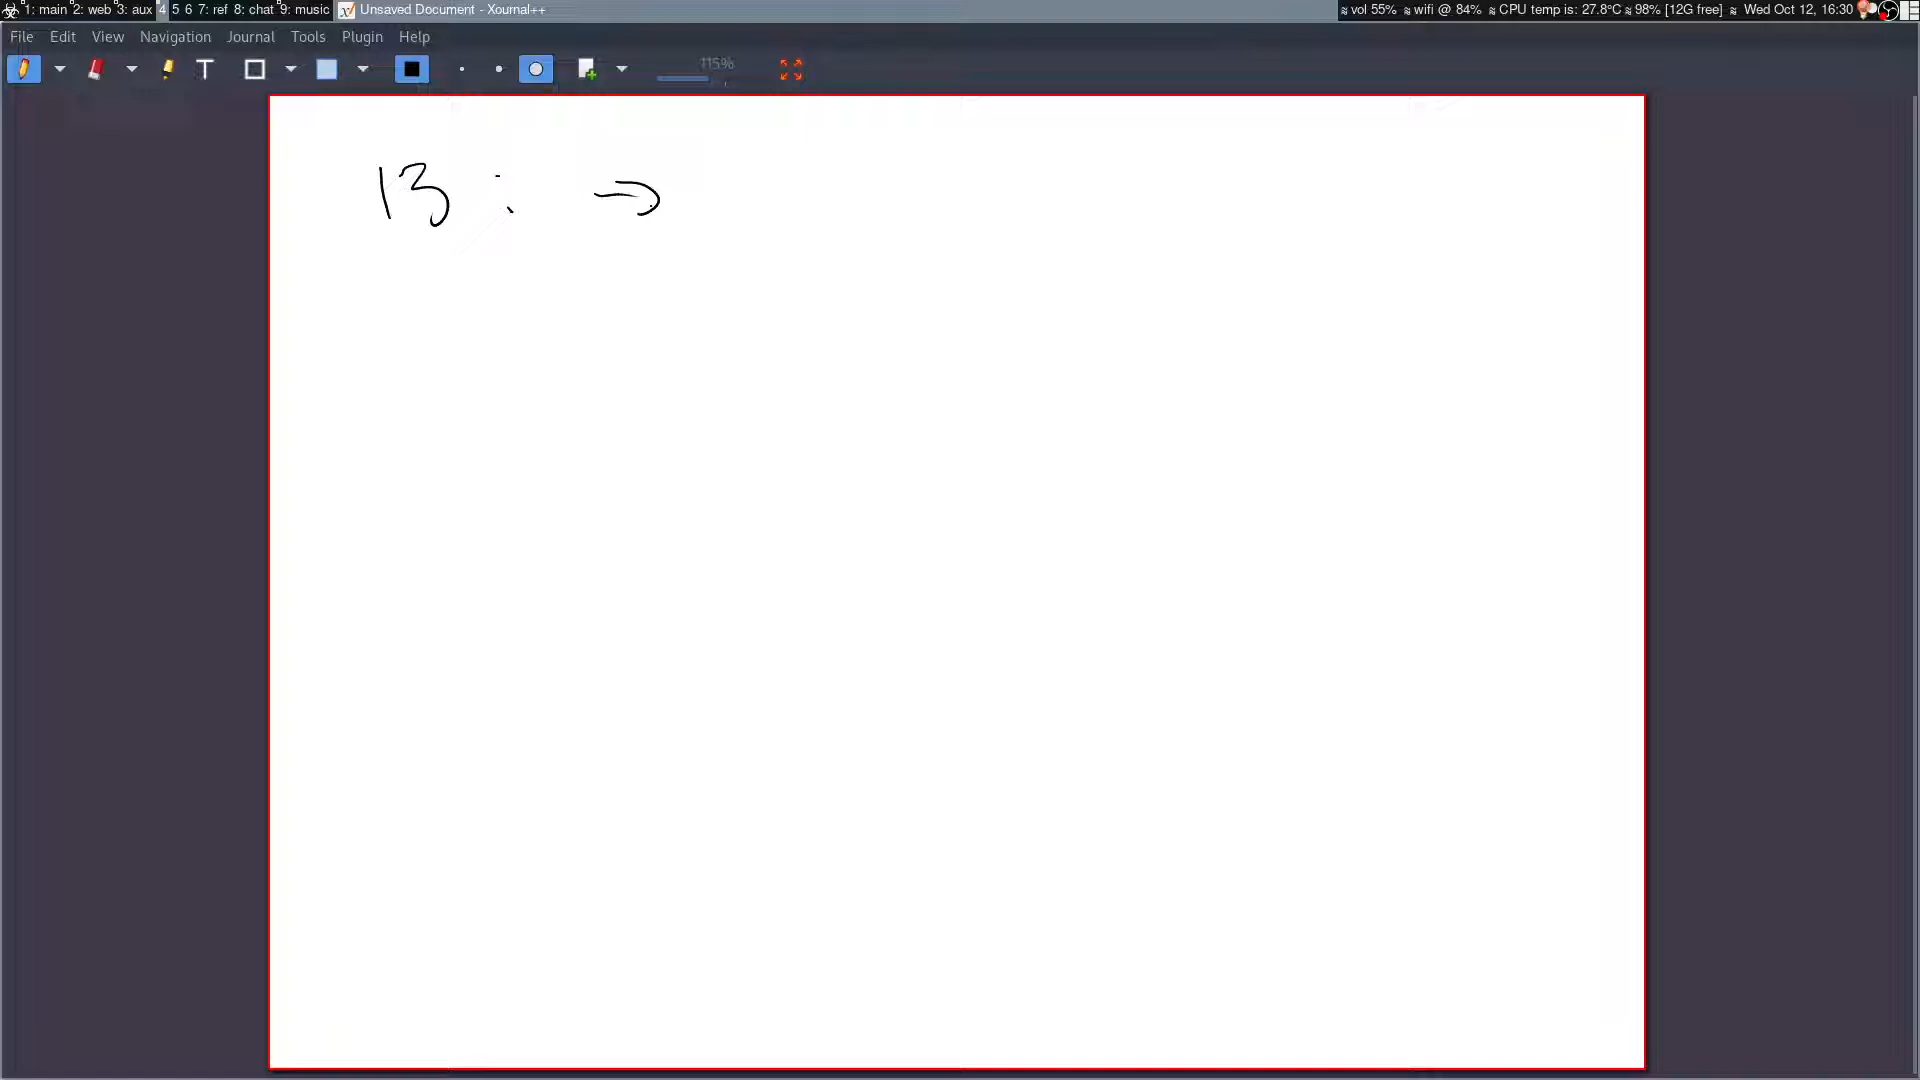 1: main 2: web 3: aux 4 5 6 7: ref 8: chat 9: music Unsaved Document - Xournal++ ≈ vol 55% ≈ wifi @ 84% ≈ CPU temp is: 27.8°C ≈ 98% [12G free] ≈ Wed Oct 12, 16:30
File Edit View Navigation Journal Tools Plugin Help
T 115%
13 : ⇒